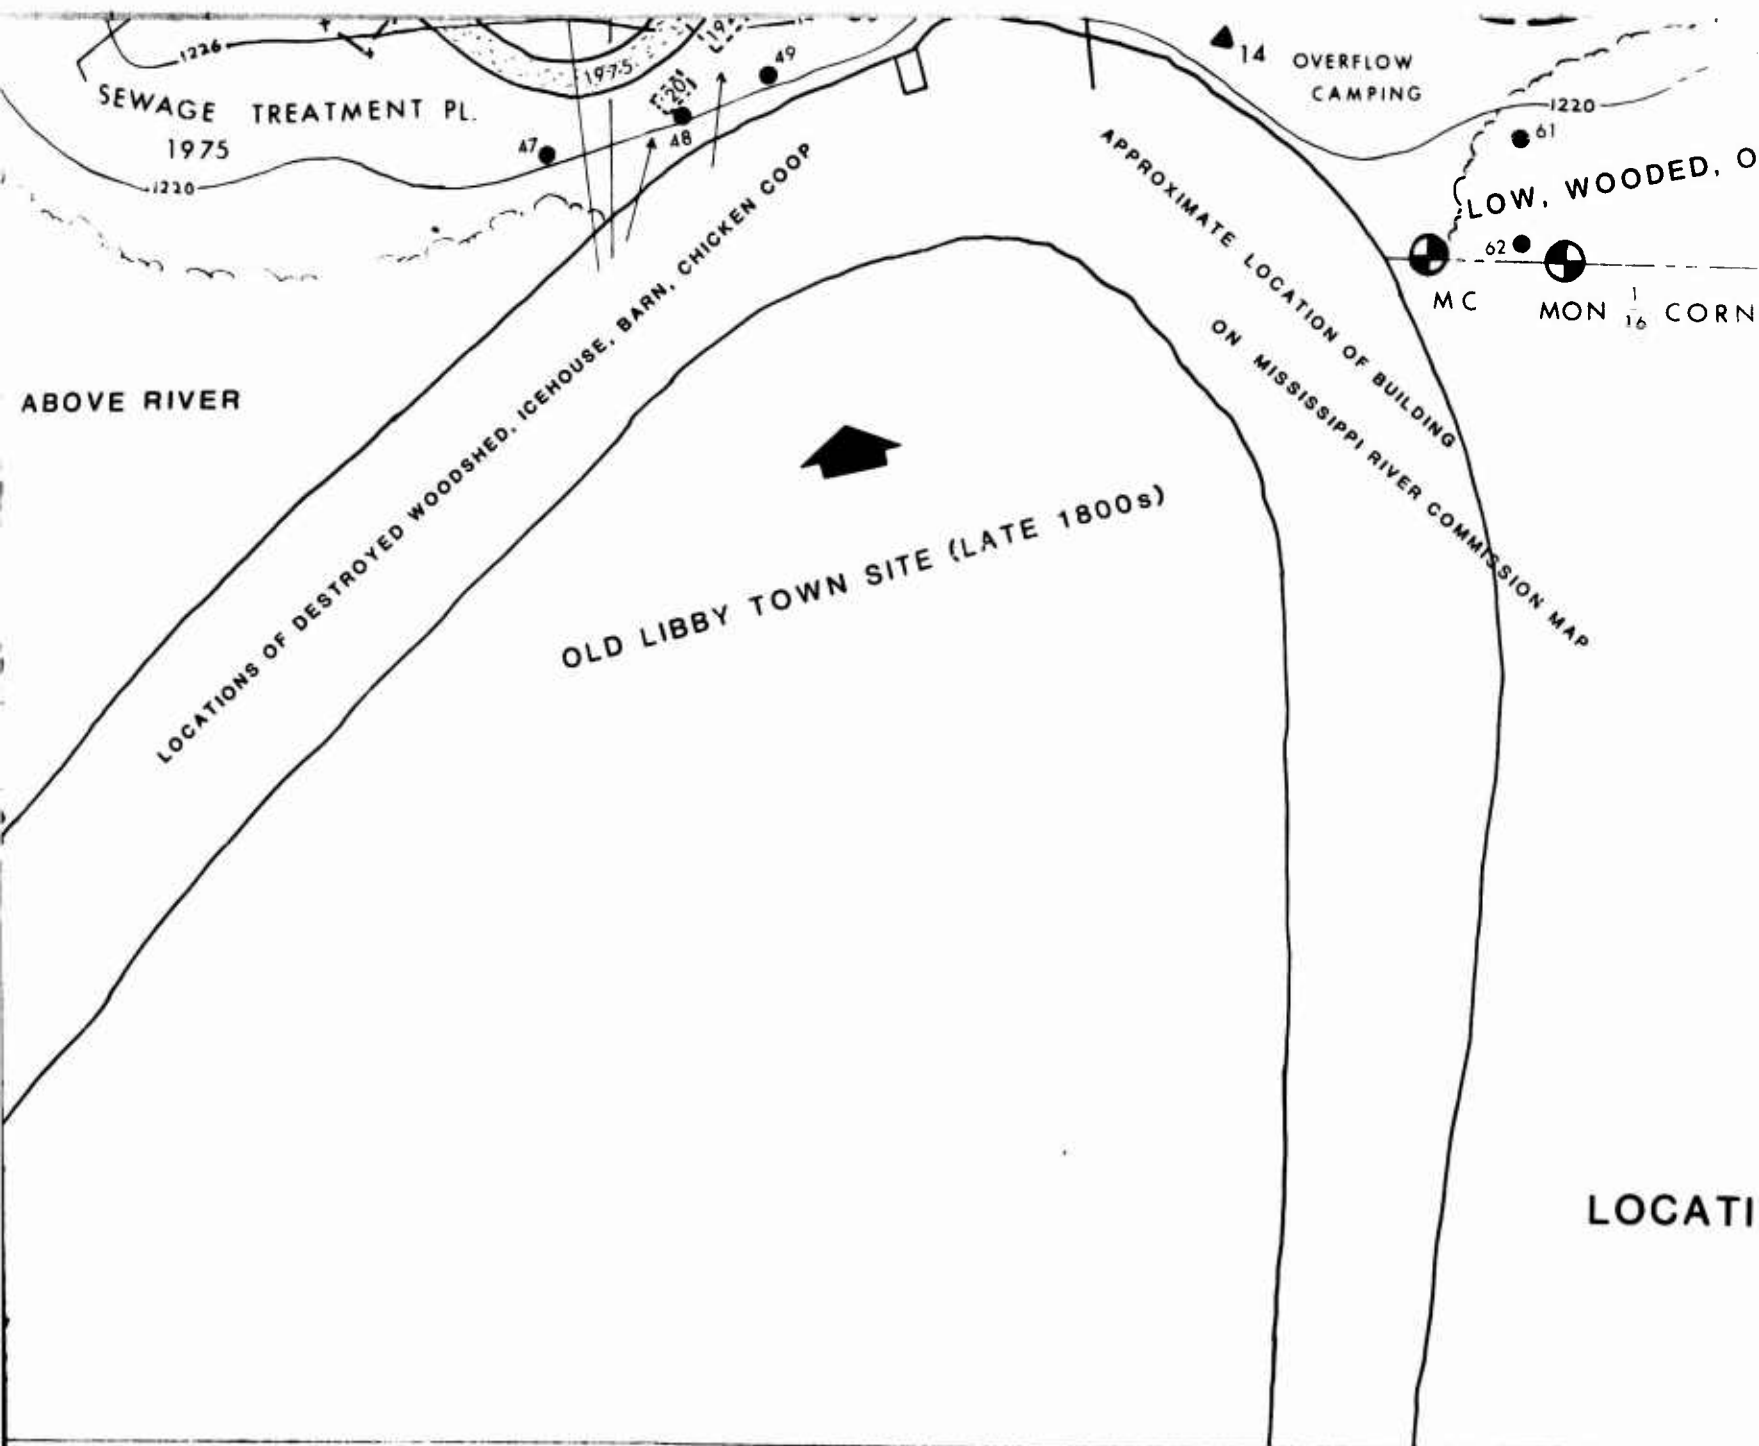 1226
1975
19
49
14
OVERFLOW
CAMPING
SEWAGE TREATMENT PL.
1975
20
48
47
1220
1220
61
LOW, WOODED, O
62
MC
MON 1/16 CORN
ABOVE RIVER
LOCATIONS OF DESTROYED WOODSHED, ICEHOUSE, BARN, CHICKEN COOP
APPROXIMATE LOCATION OF BUILDING
ON MISSISSIPPI RIVER COMMISSION MAP
OLD LIBBY TOWN SITE (LATE 1800s)
LOCATI